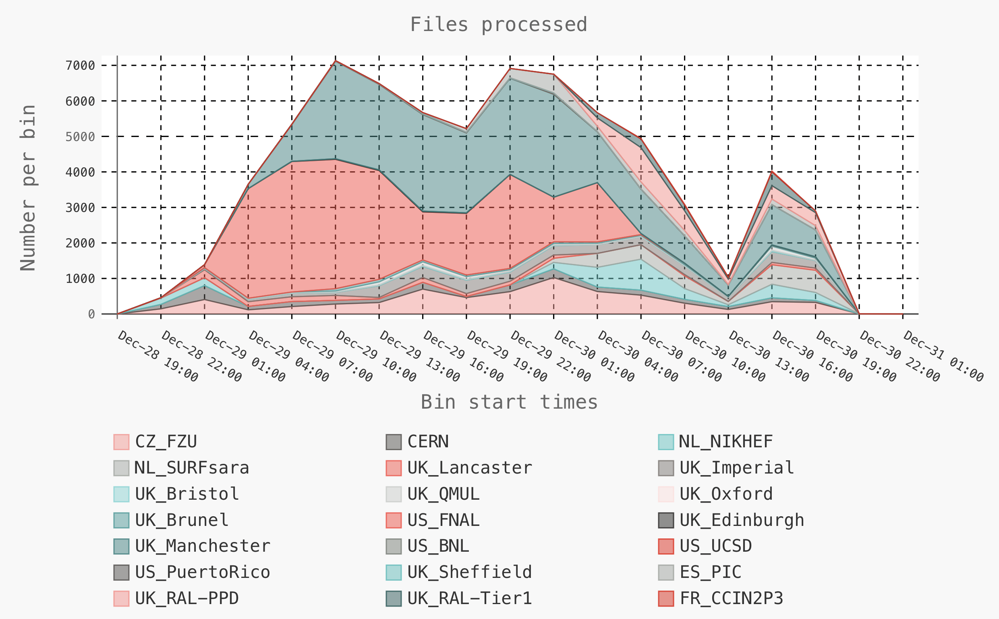 Files processed
Number per bin
7000
6000
5000
4000
3000
2000
1000
0
Dec-28 19:00
Dec-28 22:00
Dec-29 01:00
Dec-29 04:00
Dec-29 07:00
Dec-29 10:00
Dec-29 13:00
Dec-29 16:00
Dec-29 19:00
Dec-29 22:00
Dec-30 01:00
Dec-30 04:00
Dec-30 07:00
Dec-30 10:00
Dec-30 13:00
Dec-30 16:00
Dec-30 19:00
Dec-30 22:00
Dec-31 01:00
Bin start times
CZ_FZU
CERN
NL_NIKHEF
NL_SURFsara
UK_Lancaster
UK_Imperial
UK_Bristol
UK_QMUL
UK_Oxford
UK_Brunel
US_FNAL
UK_Edinburgh
UK_Manchester
US_BNL
US_UCSD
US_PuertoRico
UK_Sheffield
ES_PIC
UK_RAL-PPD
UK_RAL-Tier1
FR_CCIN2P3